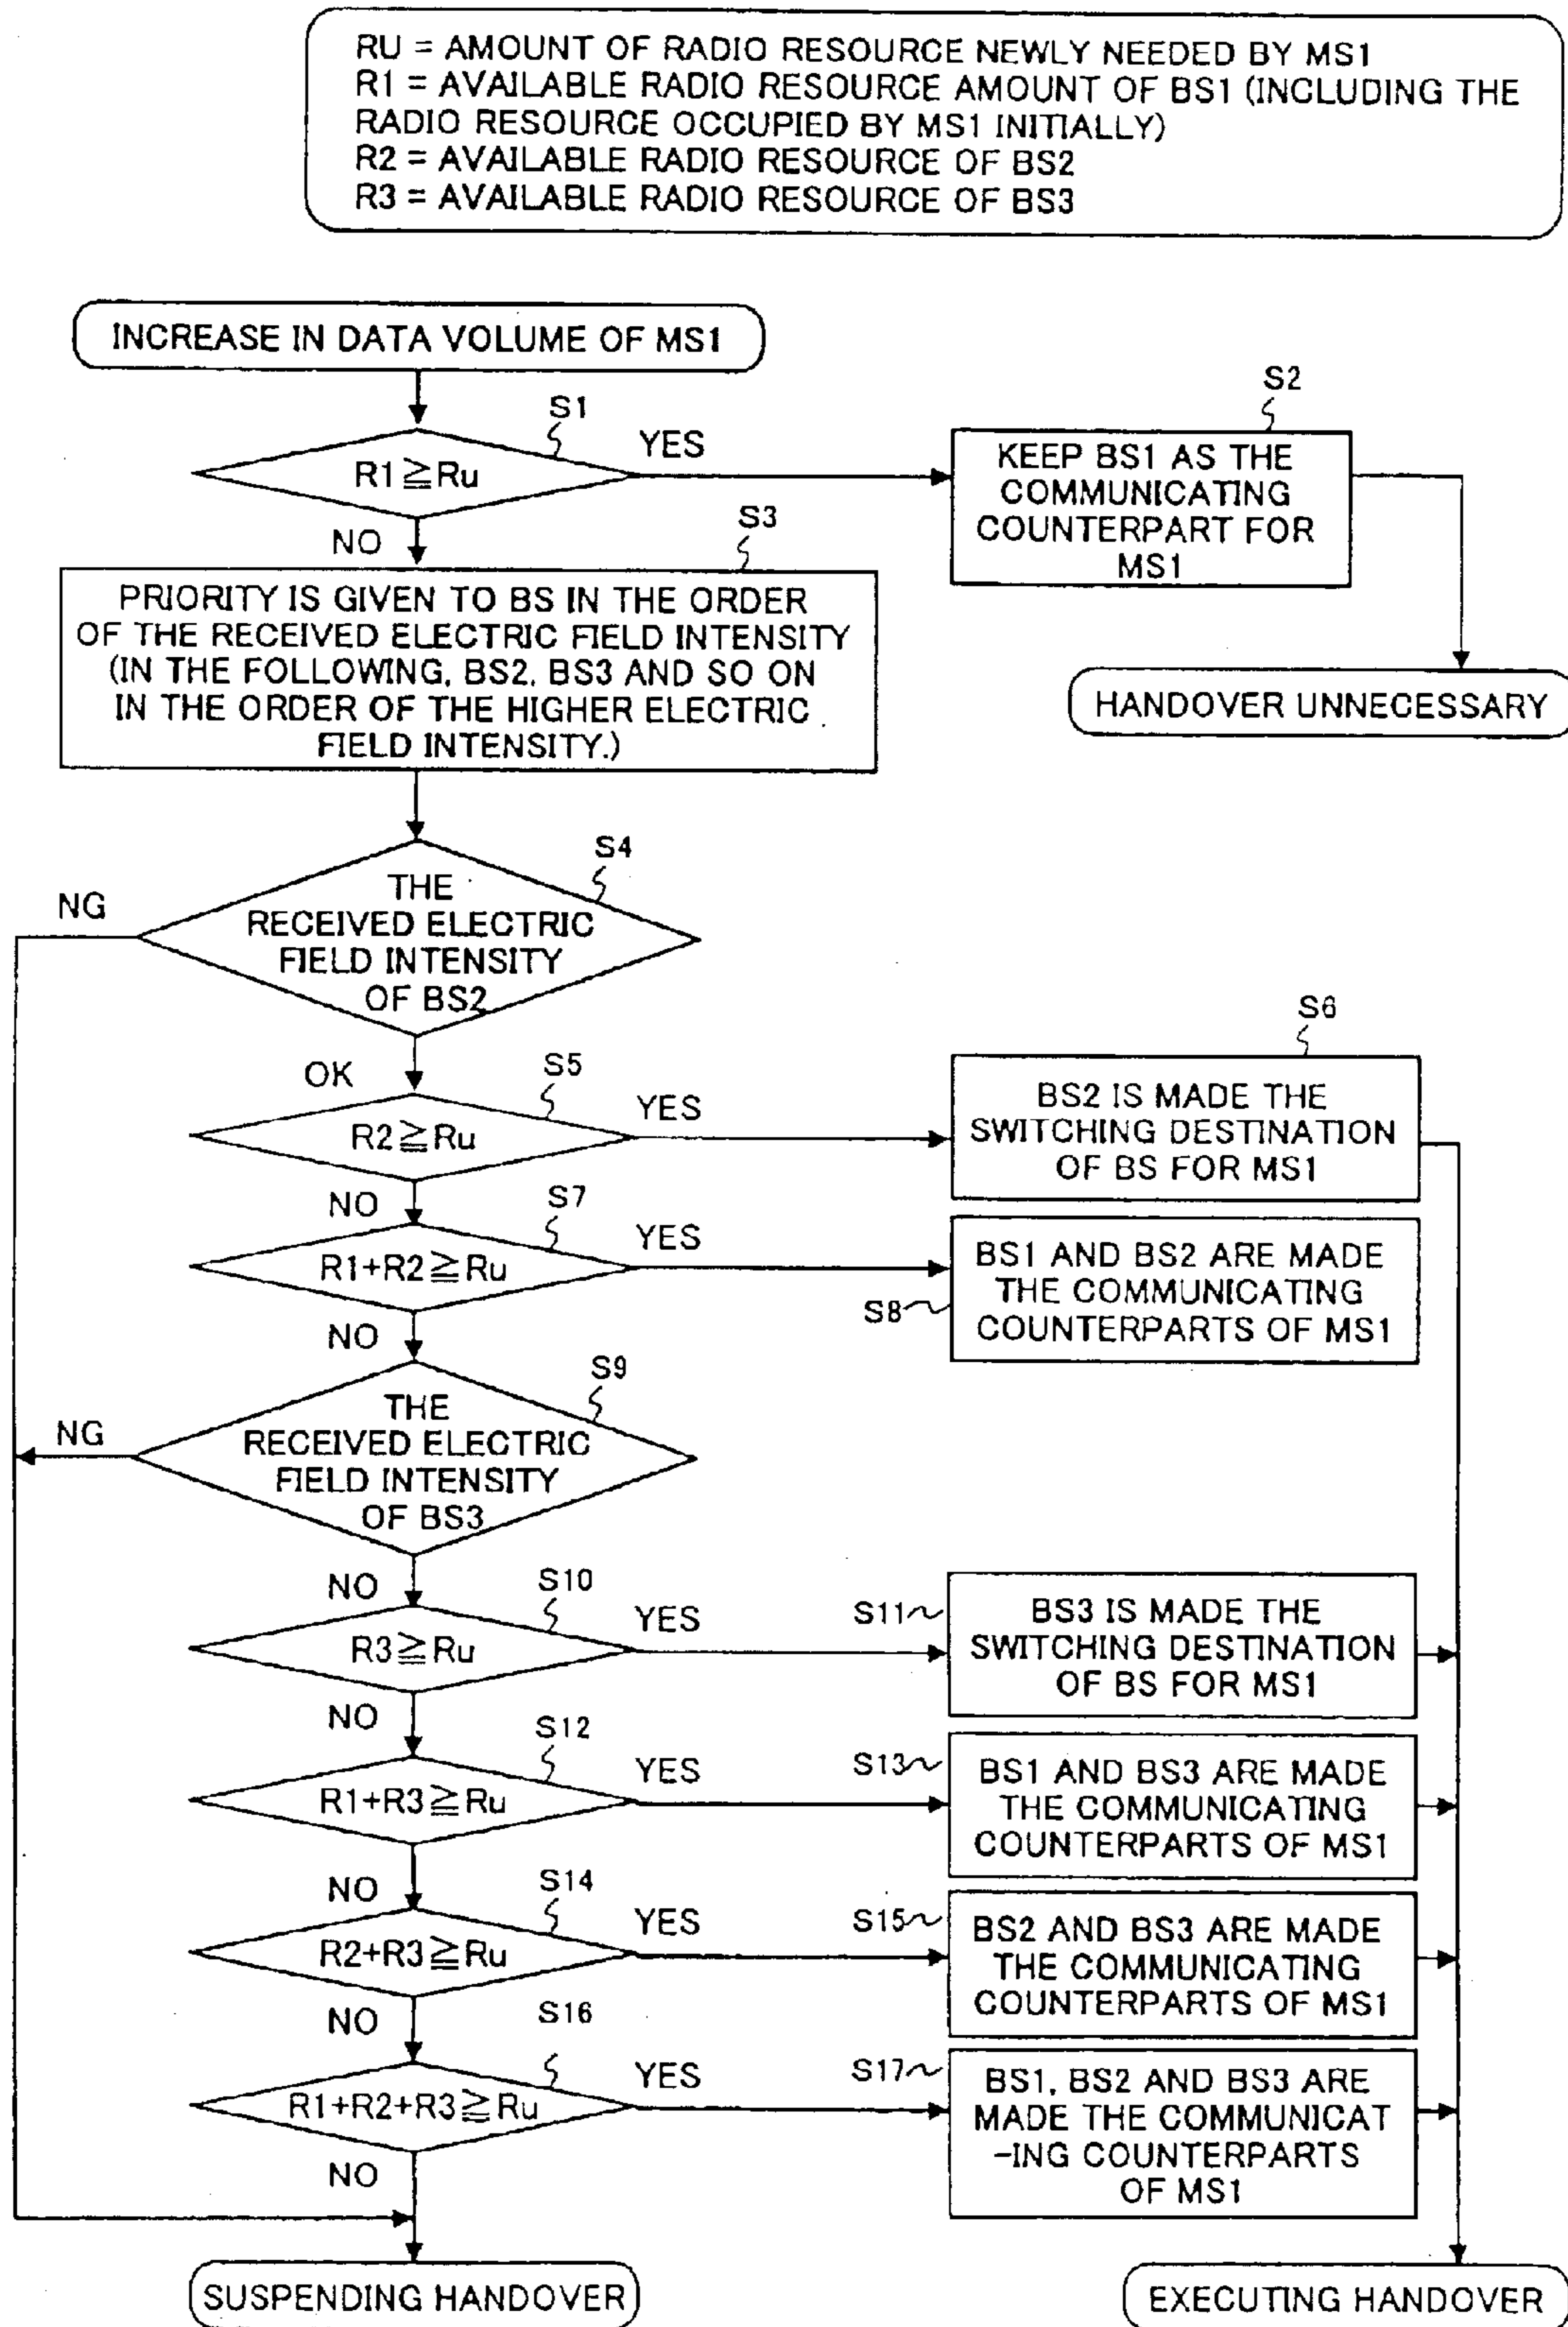 RU = AMOUNT OF RADIO RESOURCE NEWLY NEEDED BY MS1
R1 = AVAILABLE RADIO RESOURCE AMOUNT OF BS1 (INCLUDING THE
RADIO RESOURCE OCCUPIED BY MS1 INITIALLY)
R2 = AVAILABLE RADIO RESOURCE OF BS2
R3 = AVAILABLE RADIO RESOURCE OF BS3
INCREASE IN DATA VOLUME OF MS1
S1
R1≧Ru
YES
NO
S2
KEEP BS1 AS THE
COMMUNICATING
COUNTERPART FOR
MS1
HANDOVER UNNECESSARY
S3
PRIORITY IS GIVEN TO BS IN THE ORDER
OF THE RECEIVED ELECTRIC FIELD INTENSITY
(IN THE FOLLOWING, BS2, BS3 AND SO ON
IN THE ORDER OF THE HIGHER ELECTRIC
FIELD INTENSITY.)
S4
NG
THE
RECEIVED ELECTRIC
FIELD INTENSITY
OF BS2
OK
S5
R2≧Ru
YES
NO
S6
BS2 IS MADE THE
SWITCHING DESTINATION
OF BS FOR MS1
S7
R1+R2≧Ru
YES
NO
S8
BS1 AND BS2 ARE MADE
THE COMMUNICATING
COUNTERPARTS OF MS1
S9
NG
THE
RECEIVED ELECTRIC
FIELD INTENSITY
OF BS3
NO
S10
R3≧Ru
YES
NO
S11
BS3 IS MADE THE
SWITCHING DESTINATION
OF BS FOR MS1
S12
R1+R3≧Ru
YES
NO
S13
BS1 AND BS3 ARE MADE
THE COMMUNICATING
COUNTERPARTS OF MS1
S14
R2+R3≧Ru
YES
NO
S15
BS2 AND BS3 ARE MADE
THE COMMUNICATING
COUNTERPARTS OF MS1
S16
R1+R2+R3≧Ru
YES
NO
S17
BS1, BS2 AND BS3 ARE
MADE THE COMMUNICAT
-ING COUNTERPARTS
OF MS1
SUSPENDING HANDOVER
EXECUTING HANDOVER